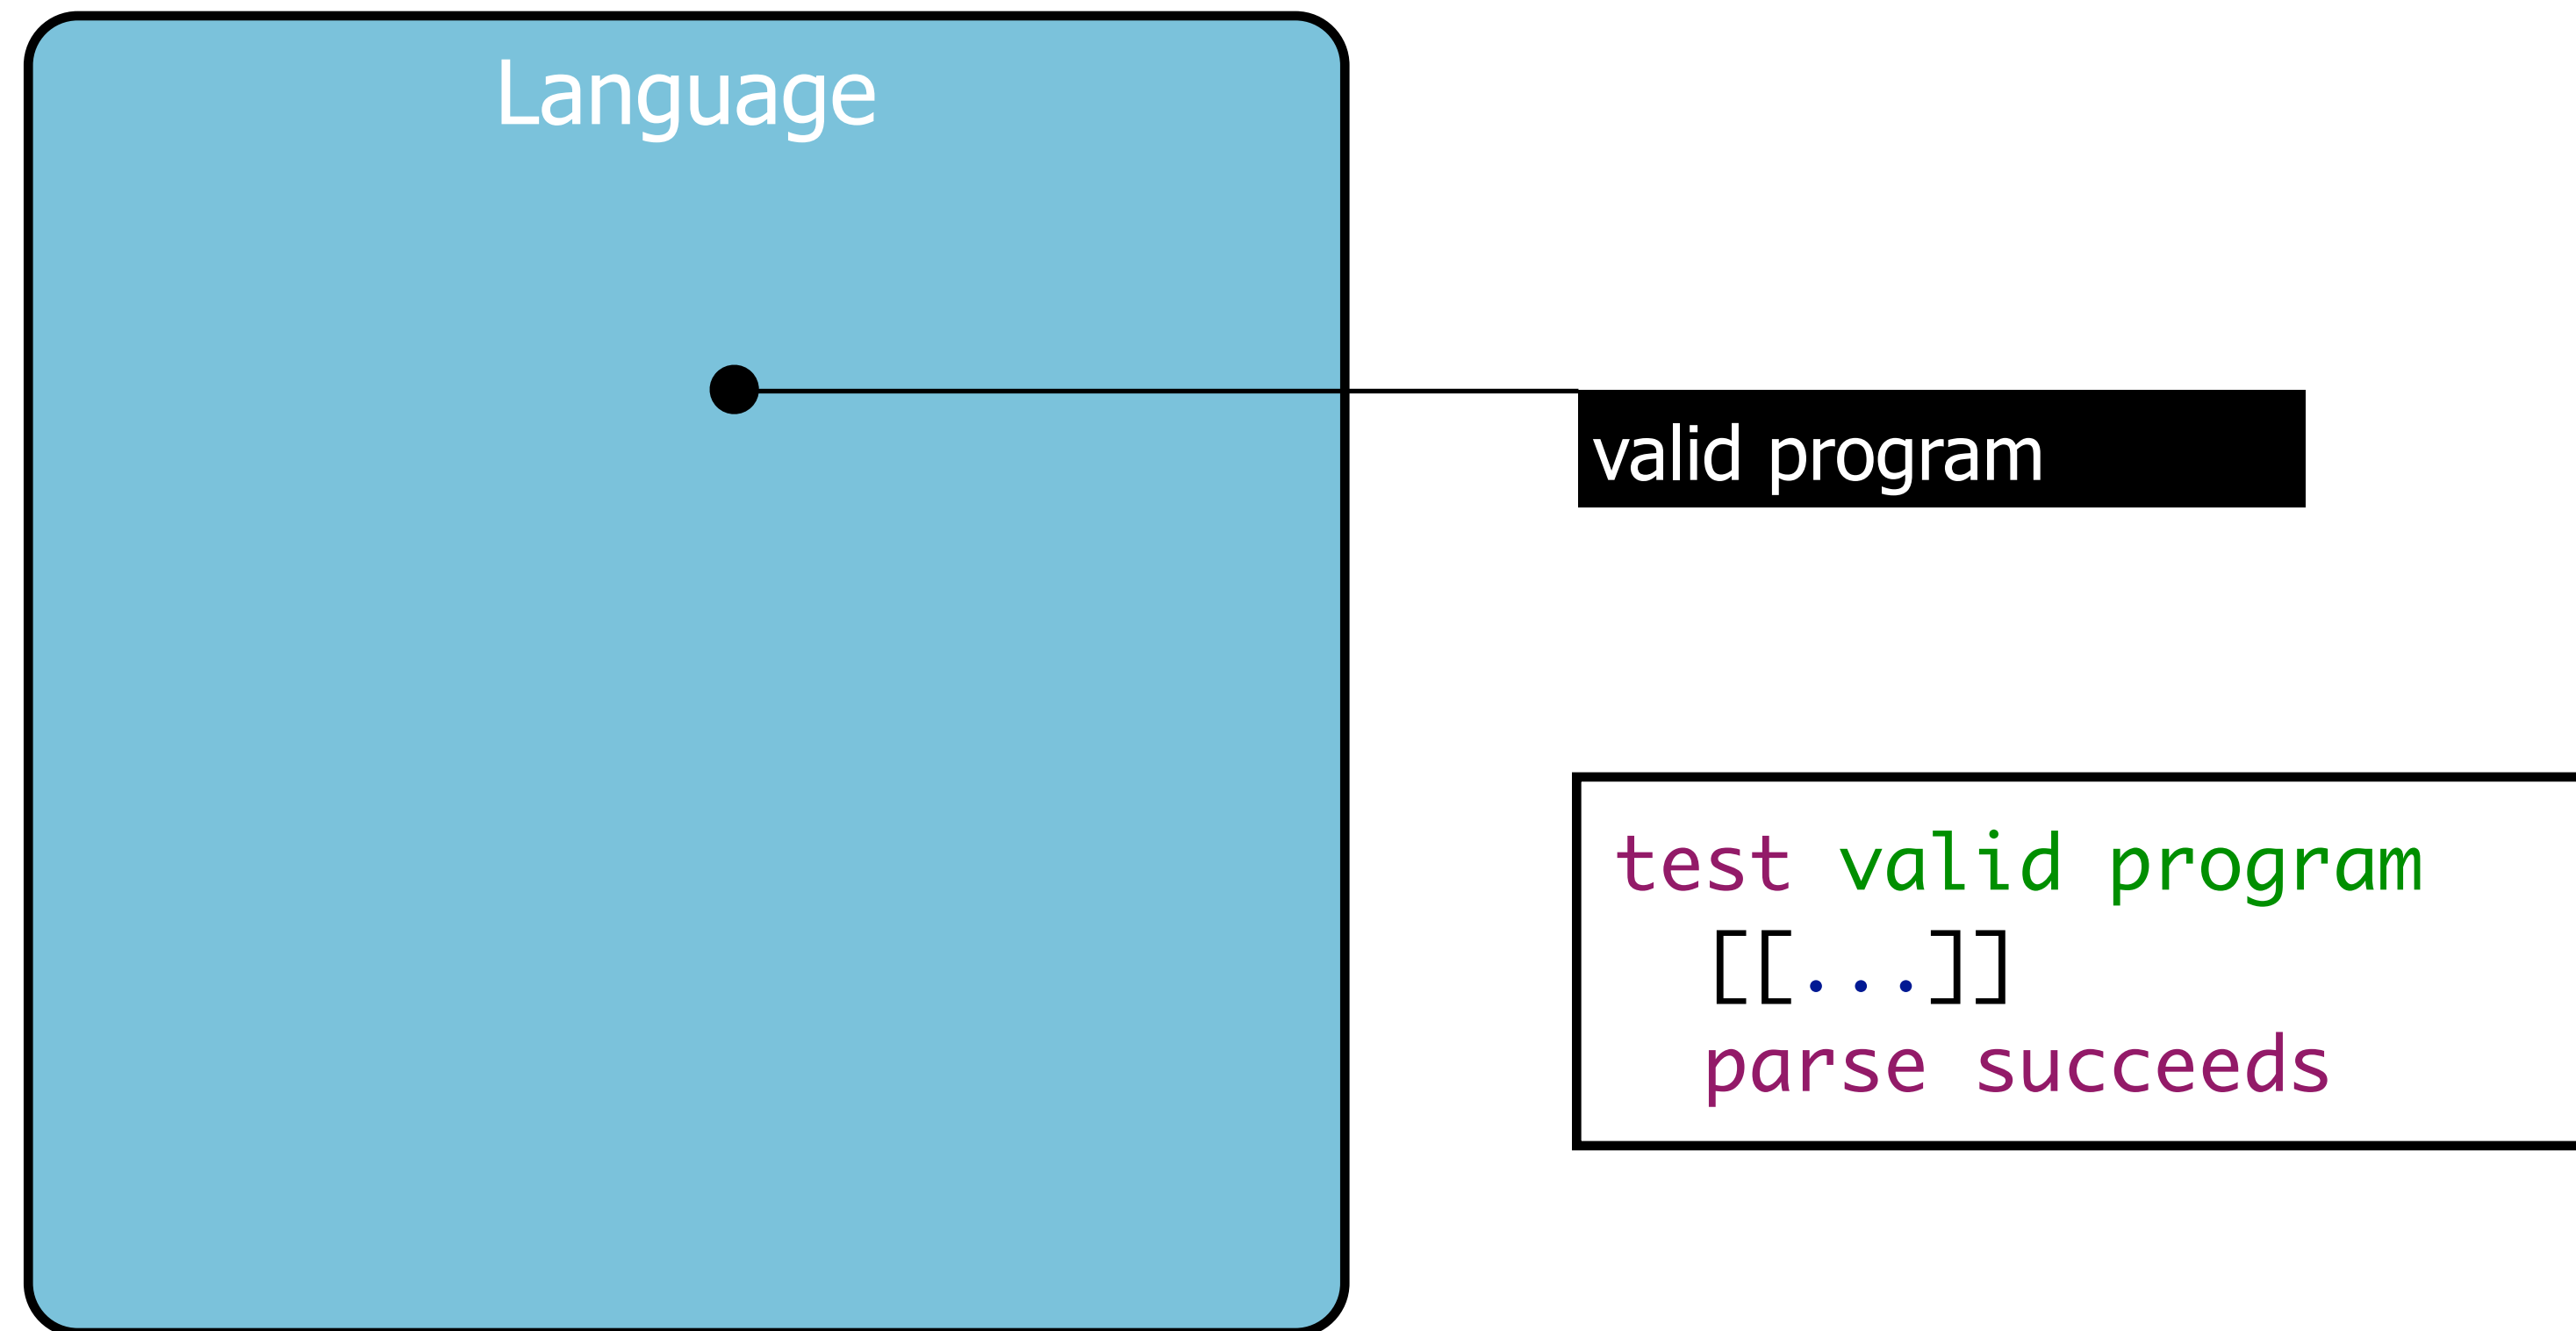 Language
valid program
test valid program
[[...]]
parse succeeds